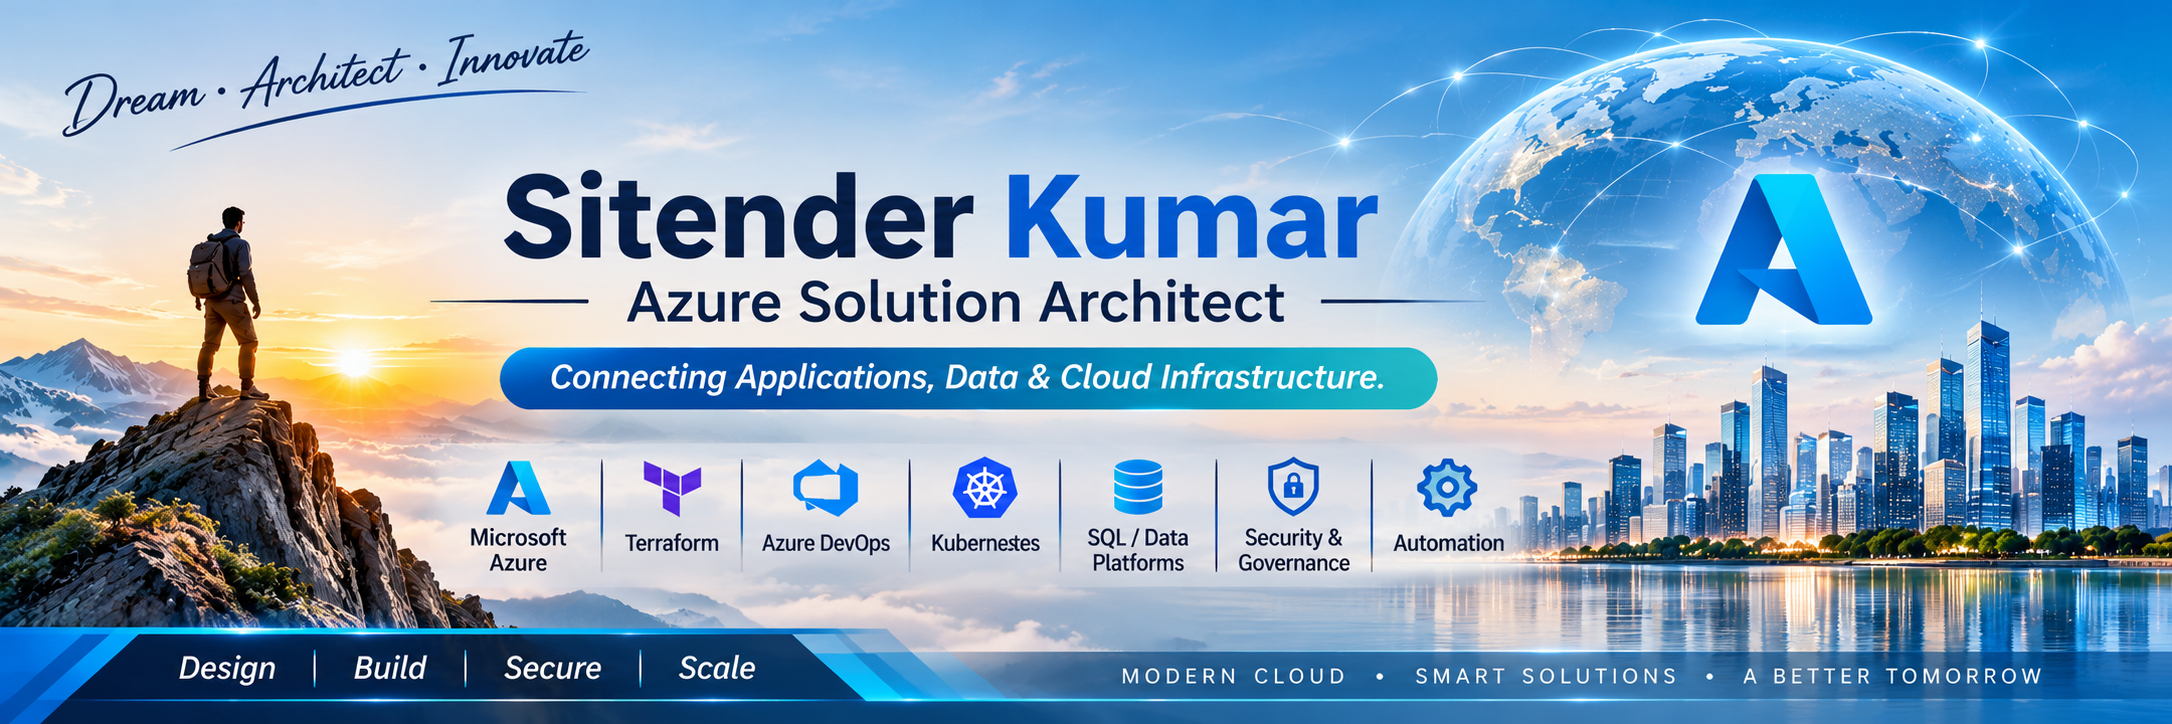 Dream • Architect • Innovate
Sitender Kumar
Azure Solution Architect
Connecting Applications, Data & Cloud Infrastructure.
Microsoft
Azure
Terraform
Azure DevOps
Kubernestes
SQL / Data
Platforms
Security &
Governance
Automation
Design | Build | Secure | Scale
MODERN CLOUD • SMART SOLUTIONS • A BETTER TOMORROW